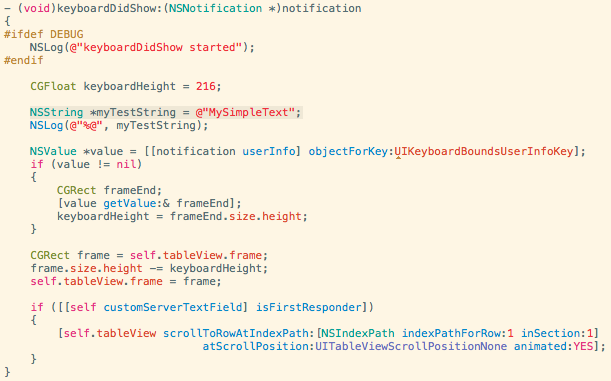 - (void)keyboardDidShow:(NSNotification *)notification
{
#ifdef DEBUG
    NSLog(@"keyboardDidShow started");
#endif

    CGFloat keyboardHeight = 216;

    NSString *myTestString = @"MySimpleText";
    NSLog(@"%@", myTestString);

    NSValue *value = [[notification userInfo] objectForKey:UIKeyboardBoundsUserInfoKey];
    if (value != nil)
    {
        CGRect frameEnd;
        [value getValue:& frameEnd];
        keyboardHeight = frameEnd.size.height;
    }

    CGRect frame = self.tableView.frame;
    frame.size.height -= keyboardHeight;
    self.tableView.frame = frame;

    if ([[self customServerTextField] isFirstResponder])
    {
        [self.tableView scrollToRowAtIndexPath:[NSIndexPath indexPathForRow:1 inSection:1]
                              atScrollPosition:UITableViewScrollPositionNone animated:YES];
    }
}